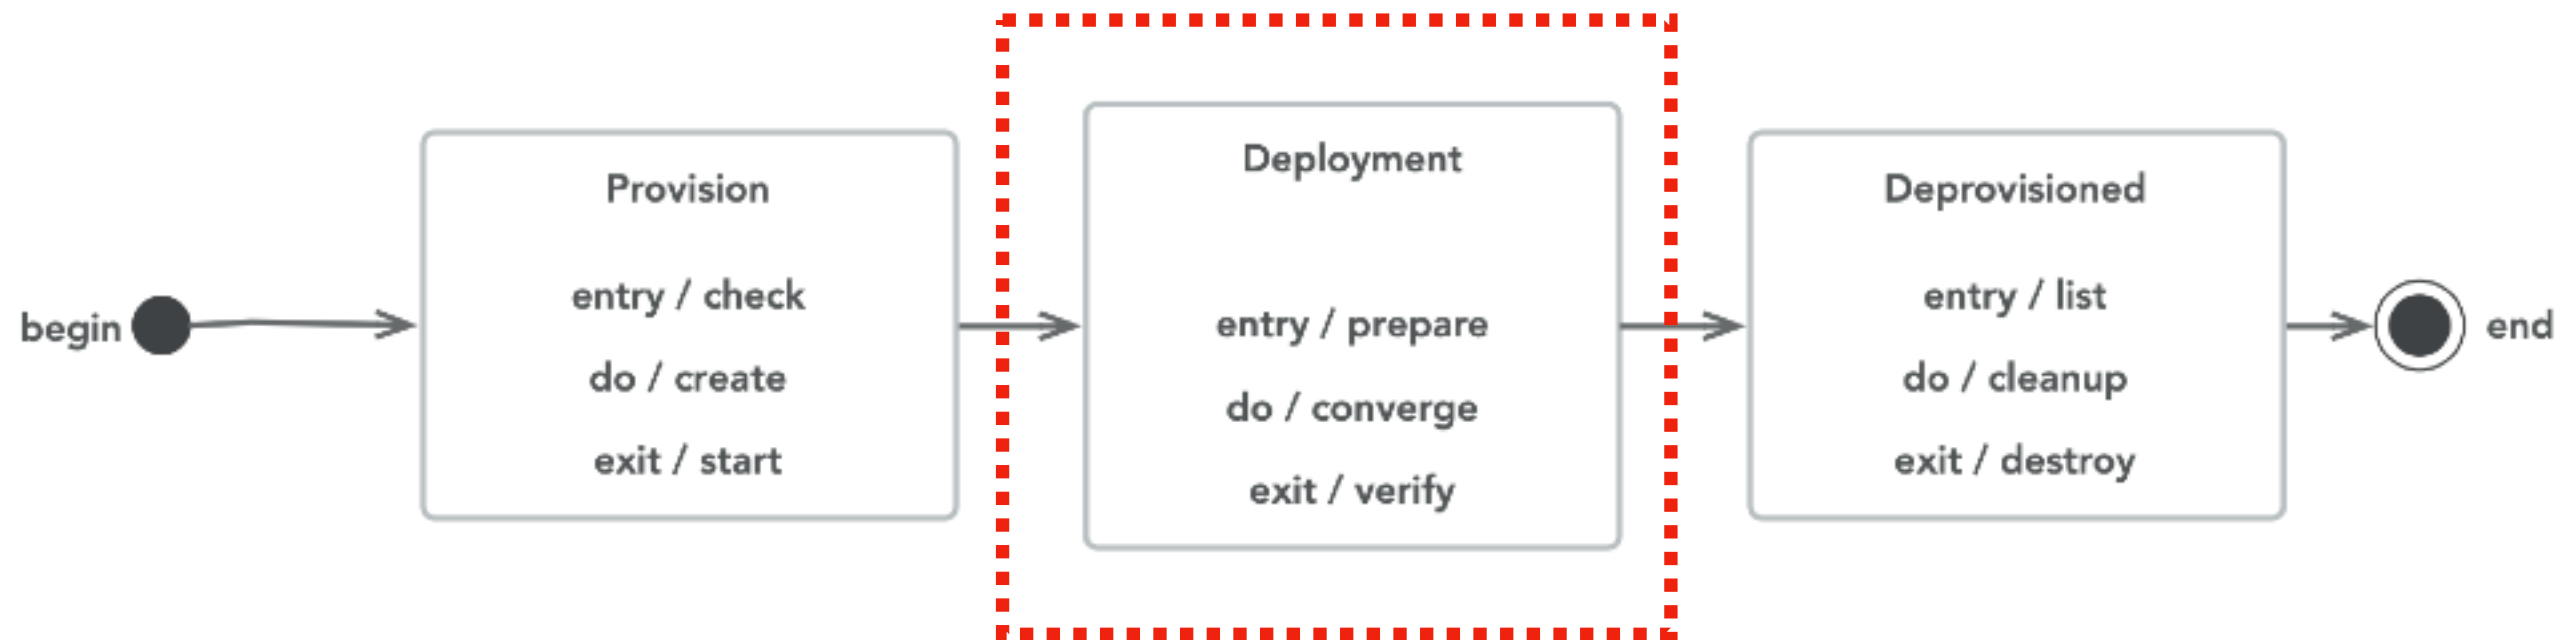 begin
Provision
entry / check
do / create
exit / start
Deployment
entry / prepare
do / converge
exit / verify
Deprovisioned
entry / list
do / cleanup
exit / destroy
end